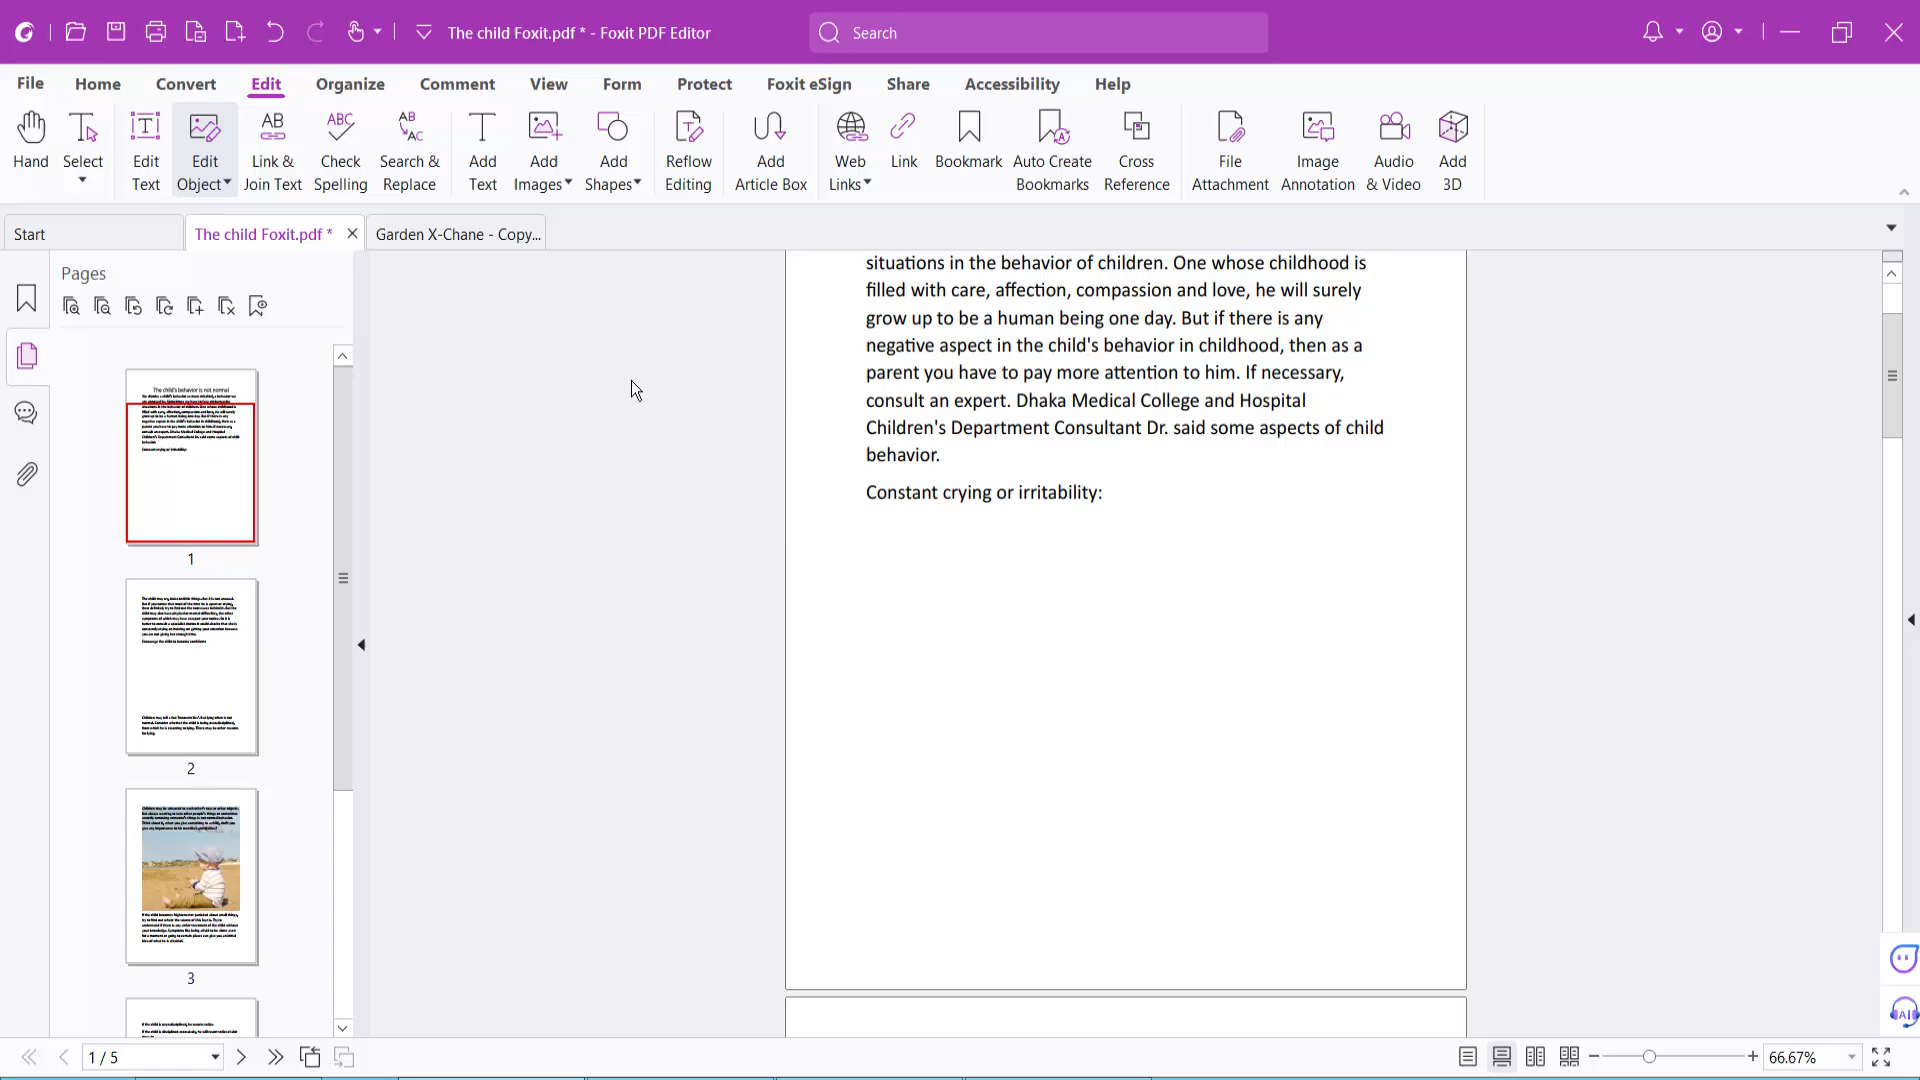 The child Foxit.pdf * - Foxit PDF Editor
Search
File Home Convert Edit Organize Comment View Form Protect Foxit eSign Share Accessibility Help
Hand
Select
Edit Text
Edit Object
Link & Join Text
Check Spelling
Search & Replace
Add Text
Add Images
Add Shapes
Reflow Editing
Add Article Box
Web Links
Link
Bookmark
Auto Create Bookmarks
Cross Reference
File Attachment
Image Annotation
Audio & Video
Add 3D
Start
The child Foxit.pdf *
Garden X-Chane - Copy...
Pages
The child's behavior is not normal
1
2
3
situations in the behavior of children. One whose childhood is
filled with care, affection, compassion and love, he will surely
grow up to be a human being one day. But if there is any
negative aspect in the child's behavior in childhood, then as a
parent you have to pay more attention to him. If necessary,
consult an expert. Dhaka Medical College and Hospital
Children's Department Consultant Dr. said some aspects of child
behavior.
Constant crying or irritability:
AI
1 / 5
66.67%